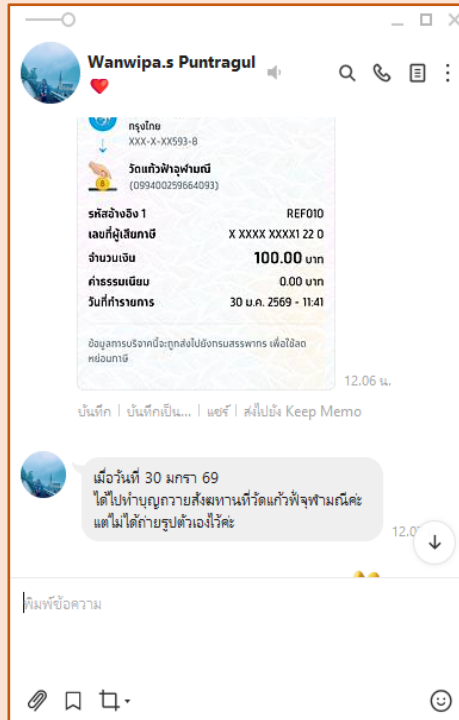 Wanwipa.s Puntragul
กรุงไทย
XXX-X-XX593-8
วัดแก้วฟ้าจุฬามณี
(099400259664093)
รหัสอ้างอิง 1 REF010
เลขที่ผู้เสียภาษี X XXXX XXXX1 22 0
จำนวนเงิน 100.00 บาท
ค่าธรรมเนียม 0.00 บาท
วันที่ทำรายการ 30 ม.ค. 2569 - 11:41
ข้อมูลการบริจาคนี้จะถูกส่งไปยังกรมสรรพากร เพื่อใช้ลด
หย่อนภาษี
12.06 น.
บันทึก | บันทึกเป็น... | แชร์ | ส่งไปยัง Keep Memo
เมื่อวันที่ 30 มกรา 69
ได้ไปทำบุญถวายสังฆทานที่วัดแก้วฟ้จุฬามณีค่ะ
แต่ไม่ได้ถ่ายรูปตัวเองไว้ค่ะ
พิมพ์ข้อความ